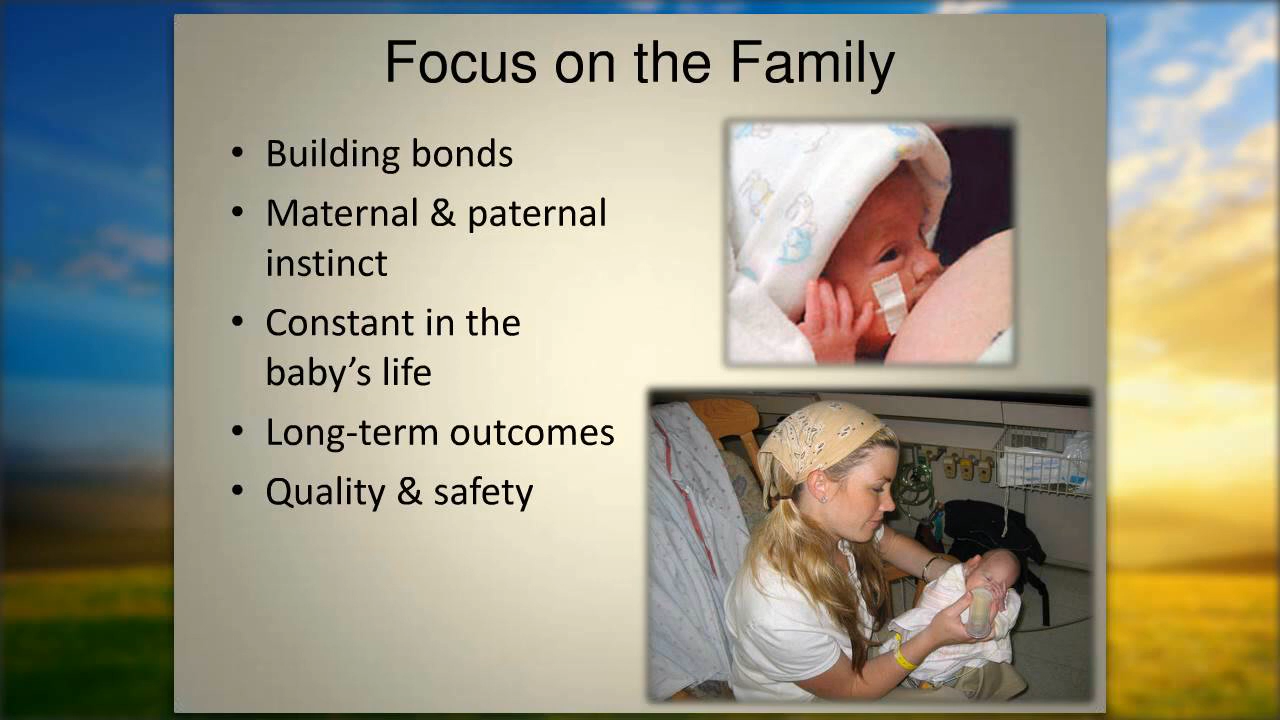 Focus on the Family
• Building bonds
• Maternal & paternal
instinct
• Constant in the
baby’s life
• Long-term outcomes
• Quality & safety